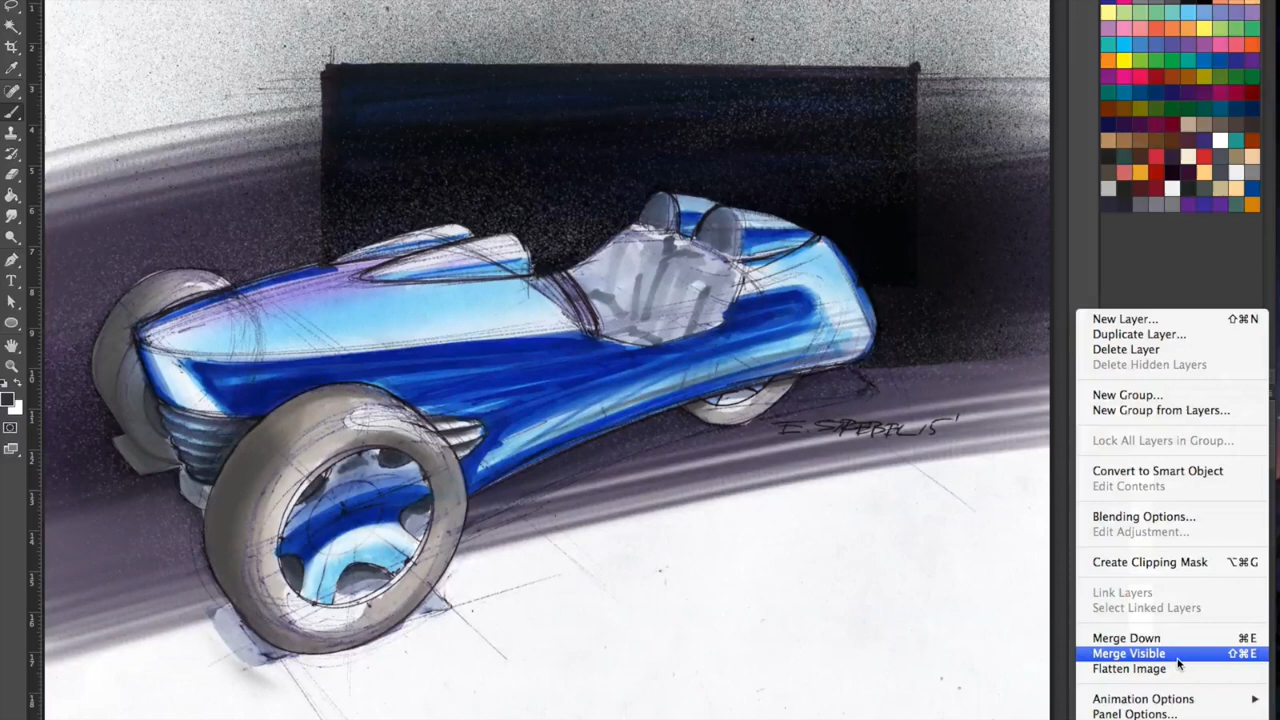 New Layer... ⇧⌘N
Duplicate Layer...
Delete Layer
Delete Hidden Layers
New Group...
New Group from Layers...
Lock All Layers in Group...
Convert to Smart Object
Edit Contents
Blending Options...
Edit Adjustment...
Create Clipping Mask ⌥⌘G
Link Layers
Select Linked Layers
Merge Down ⌘E
Merge Visible ⇧⌘E
Flatten Image
Animation Options
Panel Options...